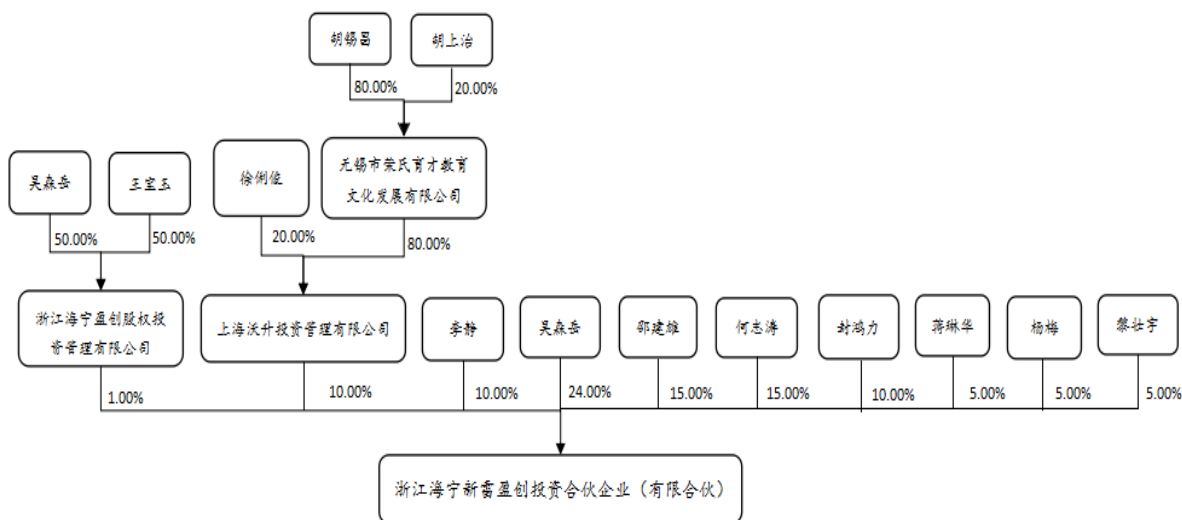 胡锡昌
胡上治
80.00%
20.00%
吴森岳
王宝玉
徐俐俊
无锡市荣氏育才教育
文化发展有限公司
50.00%
50.00%
20.00%
80.00%
浙江海宁盈创股权投
资管理有限公司
上海沃升投资管理有限公司
李静
吴森岳
邵建雄
何志涛
封鸿力
蒋琳华
杨梅
黎壮宇
1.00%
10.00%
10.00%
24.00%
15.00%
15.00%
10.00%
5.00%
5.00%
5.00%
浙江海宁新雷盈创投资合伙企业（有限合伙）